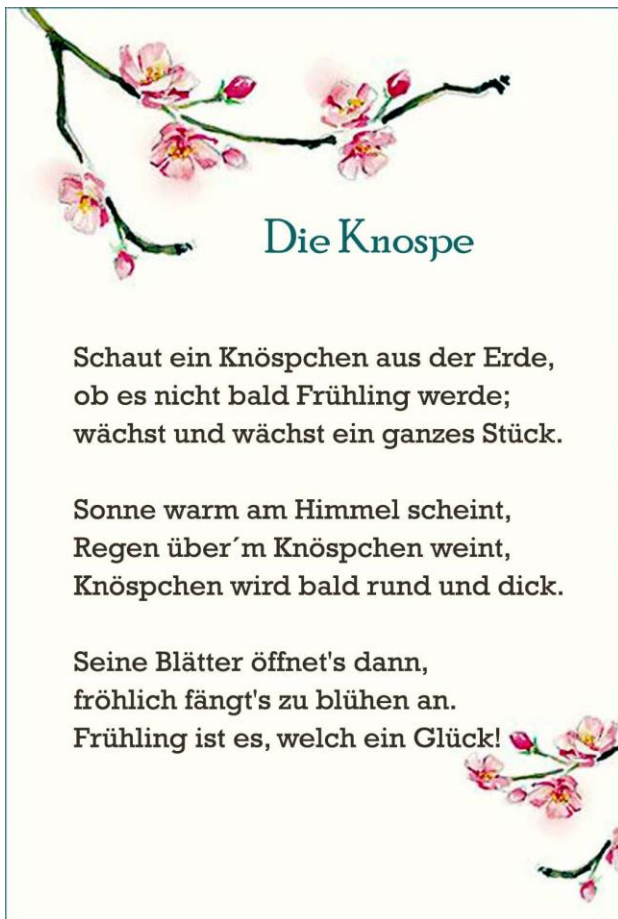 Die Knospe
Schaut ein Knöspchen aus der Erde,
ob es nicht bald Frühling werde;
wächst und wächst ein ganzes Stück.
Sonne warm am Himmel scheint,
Regen über´m Knöspchen weint,
Knöspchen wird bald rund und dick.
Seine Blätter öffnet's dann,
fröhlich fängt's zu blühen an.
Frühling ist es, welch ein Glück!